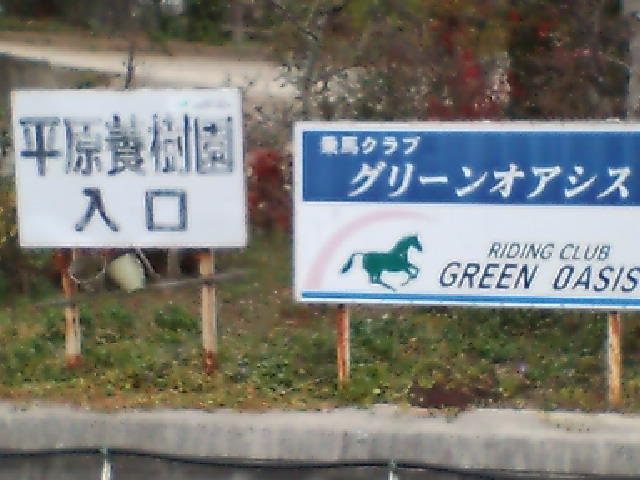 平原養樹園
入口
乗馬クラブ
グリーンオアシス
RIDING CLUB
GREEN OASIS